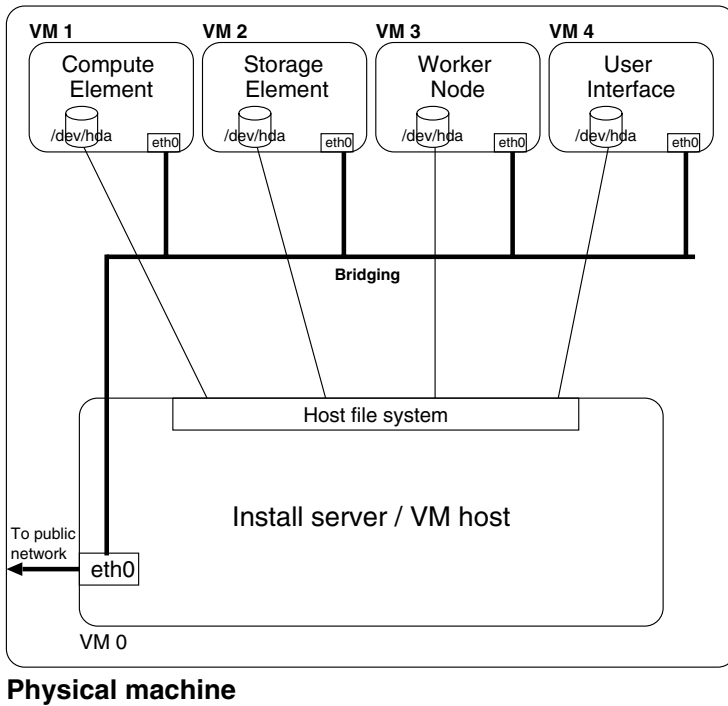 VM 1
VM 2
VM 3
VM 4
Compute
Element
Storage
Element
Worker
Node
User
Interface
/dev/hda
eth0
/dev/hda
eth0
/dev/hda
eth0
/dev/hda
eth0
Bridging
Host file system
Install server / VM host
To public
network
eth0
VM 0
Physical machine